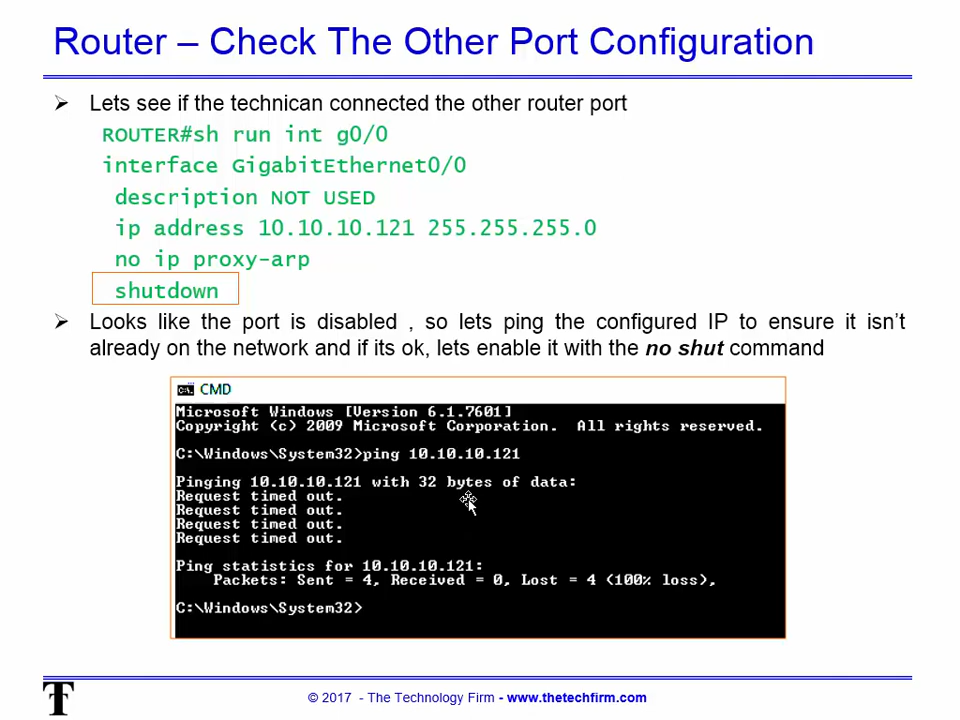 Router – Check The Other Port Configuration
Lets see if the technican connected the other router port
ROUTER#sh run int g0/0
interface GigabitEthernet0/0
description NOT USED
ip address 10.10.10.121 255.255.255.0
no ip proxy-arp
shutdown
Looks like the port is disabled , so lets ping the configured IP to ensure it isn't
already on the network and if its ok, lets enable it with the no shut command
CMD
Microsoft Windows [Version 6.1.7601]
Copyright (c) 2009 Microsoft Corporation.  All rights reserved.
C:\Windows\System32>ping 10.10.10.121
Pinging 10.10.10.121 with 32 bytes of data:
Request timed out.
Request timed out.
Request timed out.
Request timed out.
Ping statistics for 10.10.10.121:
Packets: Sent = 4, Received = 0, Lost = 4 (100% loss),
C:\Windows\System32>
© 2017 - The Technology Firm - www.thetechfirm.com